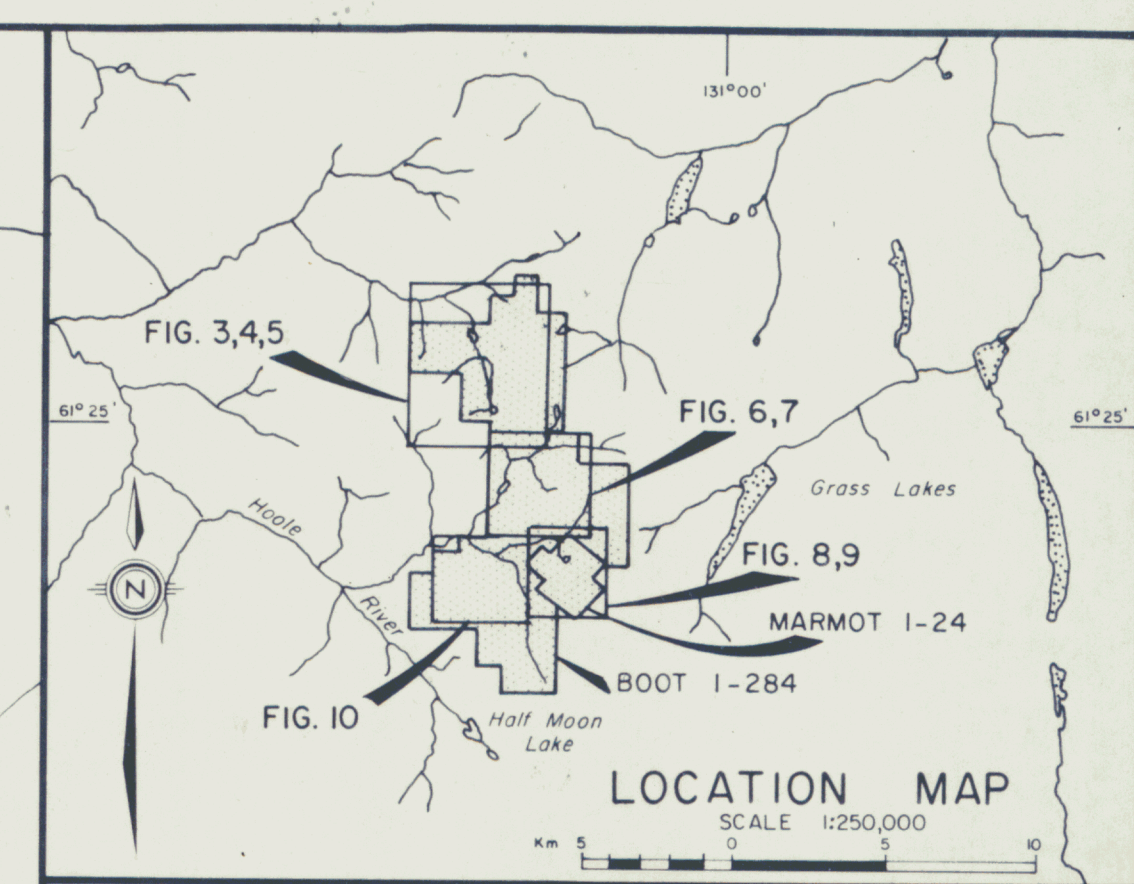 131°00'
FIG. 3,4,5
61°25'
FIG. 6,7
61°25'
Grass Lakes
Hoole
River
N
FIG. 8,9
MARMOT 1-24
BOOT 1-284
FIG. 10
Half Moon
Lake
LOCATION MAP
SCALE 1:250,000
Km 5 0 5 10